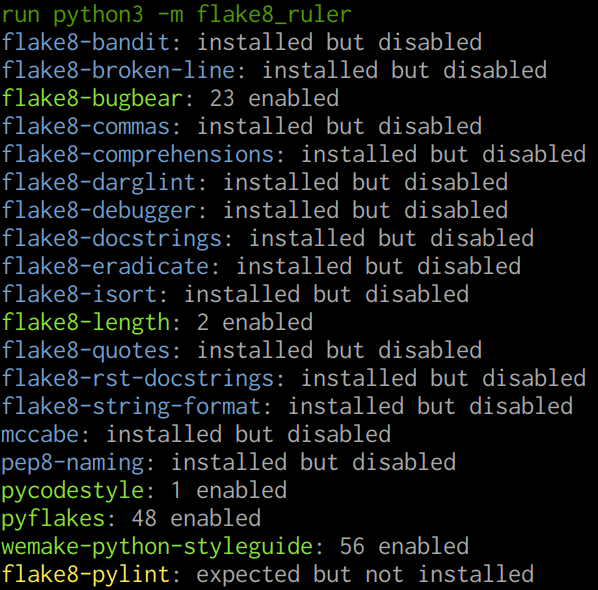 run python3 -m flake8_ruler
flake8-bandit: installed but disabled
flake8-broken-line: installed but disabled
flake8-bugbear: 23 enabled
flake8-commas: installed but disabled
flake8-comprehensions: installed but disabled
flake8-darglint: installed but disabled
flake8-debugger: installed but disabled
flake8-docstrings: installed but disabled
flake8-eradicate: installed but disabled
flake8-isort: installed but disabled
flake8-length: 2 enabled
flake8-quotes: installed but disabled
flake8-rst-docstrings: installed but disabled
flake8-string-format: installed but disabled
mccabe: installed but disabled
pep8-naming: installed but disabled
pycodestyle: 1 enabled
pyflakes: 48 enabled
wemake-python-styleguide: 56 enabled
flake8-pylint: expected but not installed